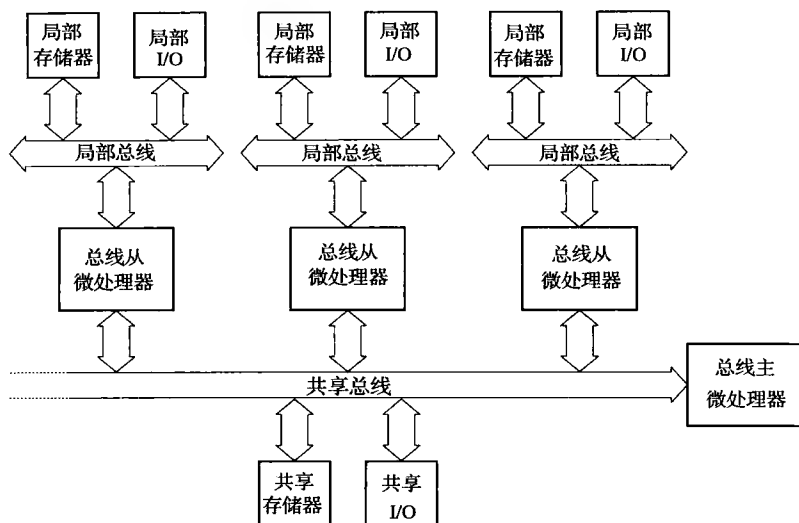 局部
存储器
局部
I/O
局部
存储器
局部
I/O
局部
存储器
局部
I/O
局部总线
局部总线
局部总线
总线从
微处理器
总线从
微处理器
总线从
微处理器
共享总线
总线主
微处理器
共享
存储器
共享
I/O